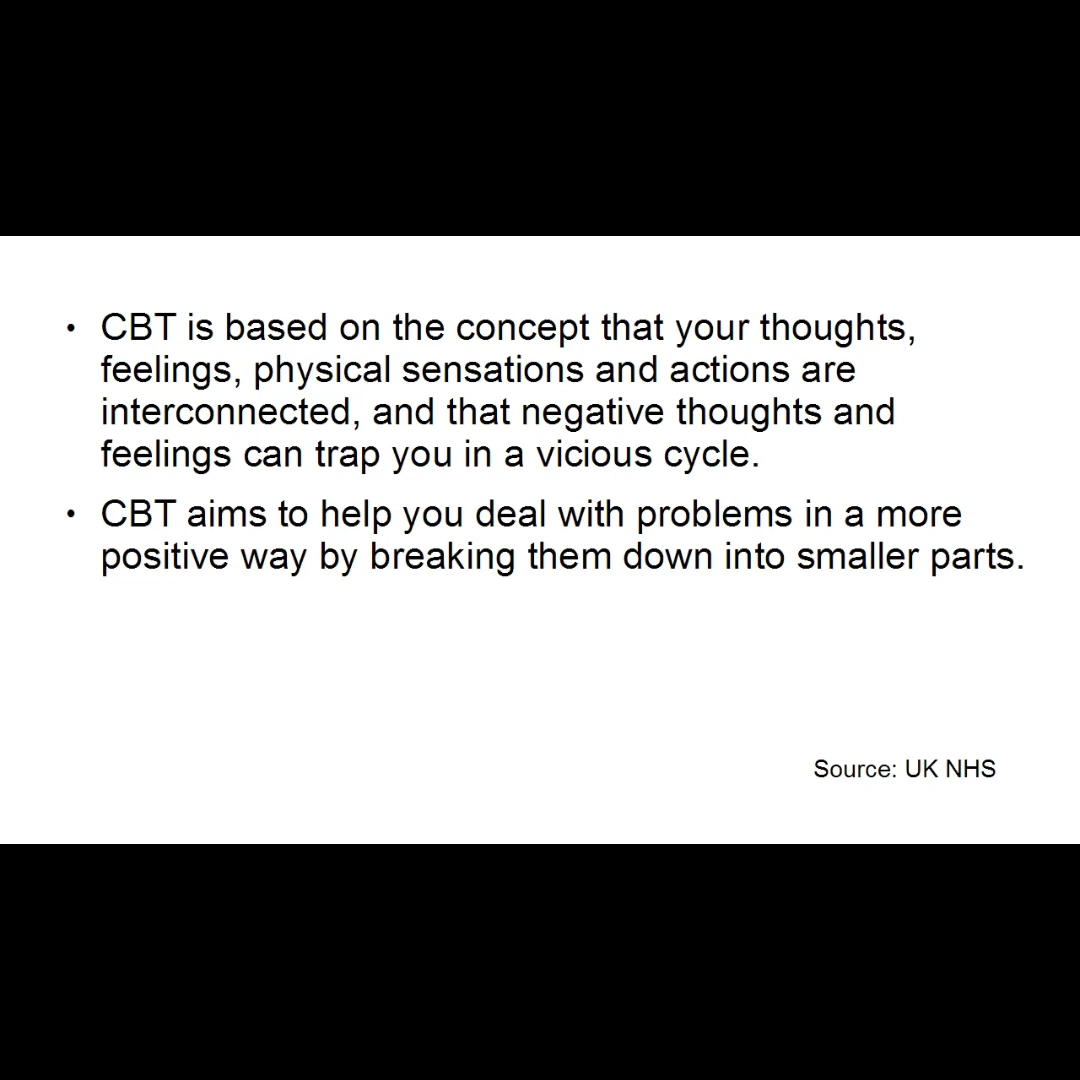 • CBT is based on the concept that your thoughts,
feelings, physical sensations and actions are
interconnected, and that negative thoughts and
feelings can trap you in a vicious cycle.
• CBT aims to help you deal with problems in a more
positive way by breaking them down into smaller parts.
Source: UK NHS